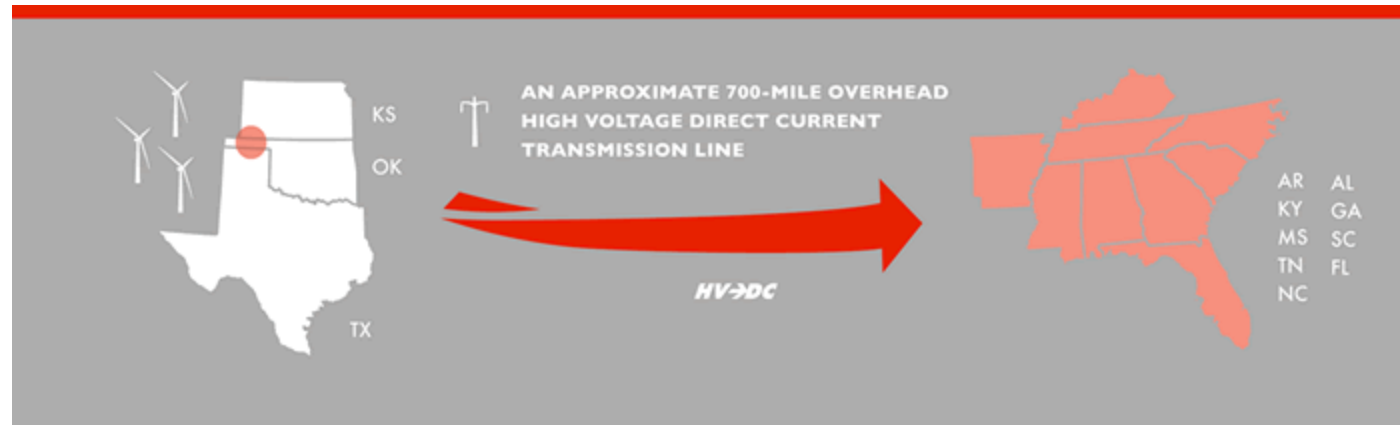 KS
OK
TX
AN APPROXIMATE 700-MILE OVERHEAD
HIGH VOLTAGE DIRECT CURRENT
TRANSMISSION LINE
HV→DC
AR AL
KY GA
MS SC
TN FL
NC